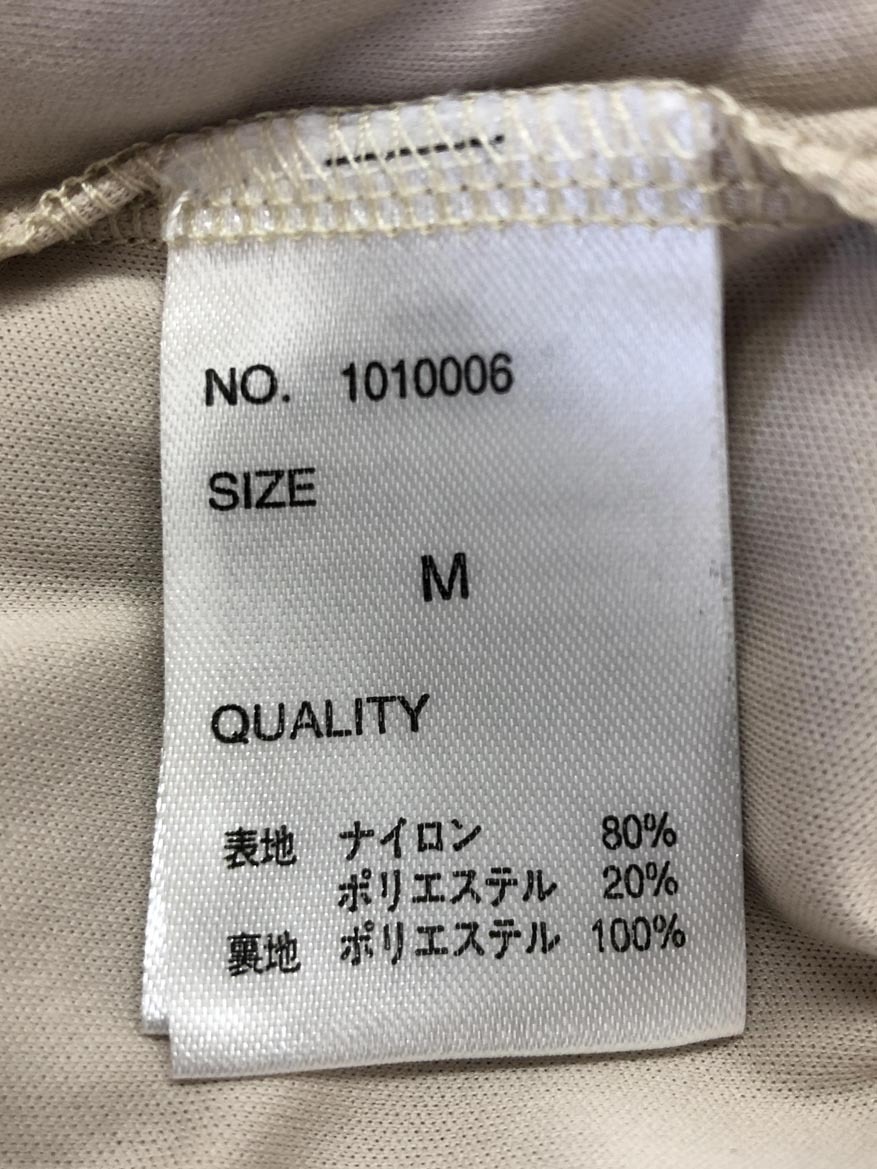 NO. 1010006
SIZE
M
QUALITY
表地 ナイロン 80%
ポリエステル 20%
裏地 ポリエステル 100%